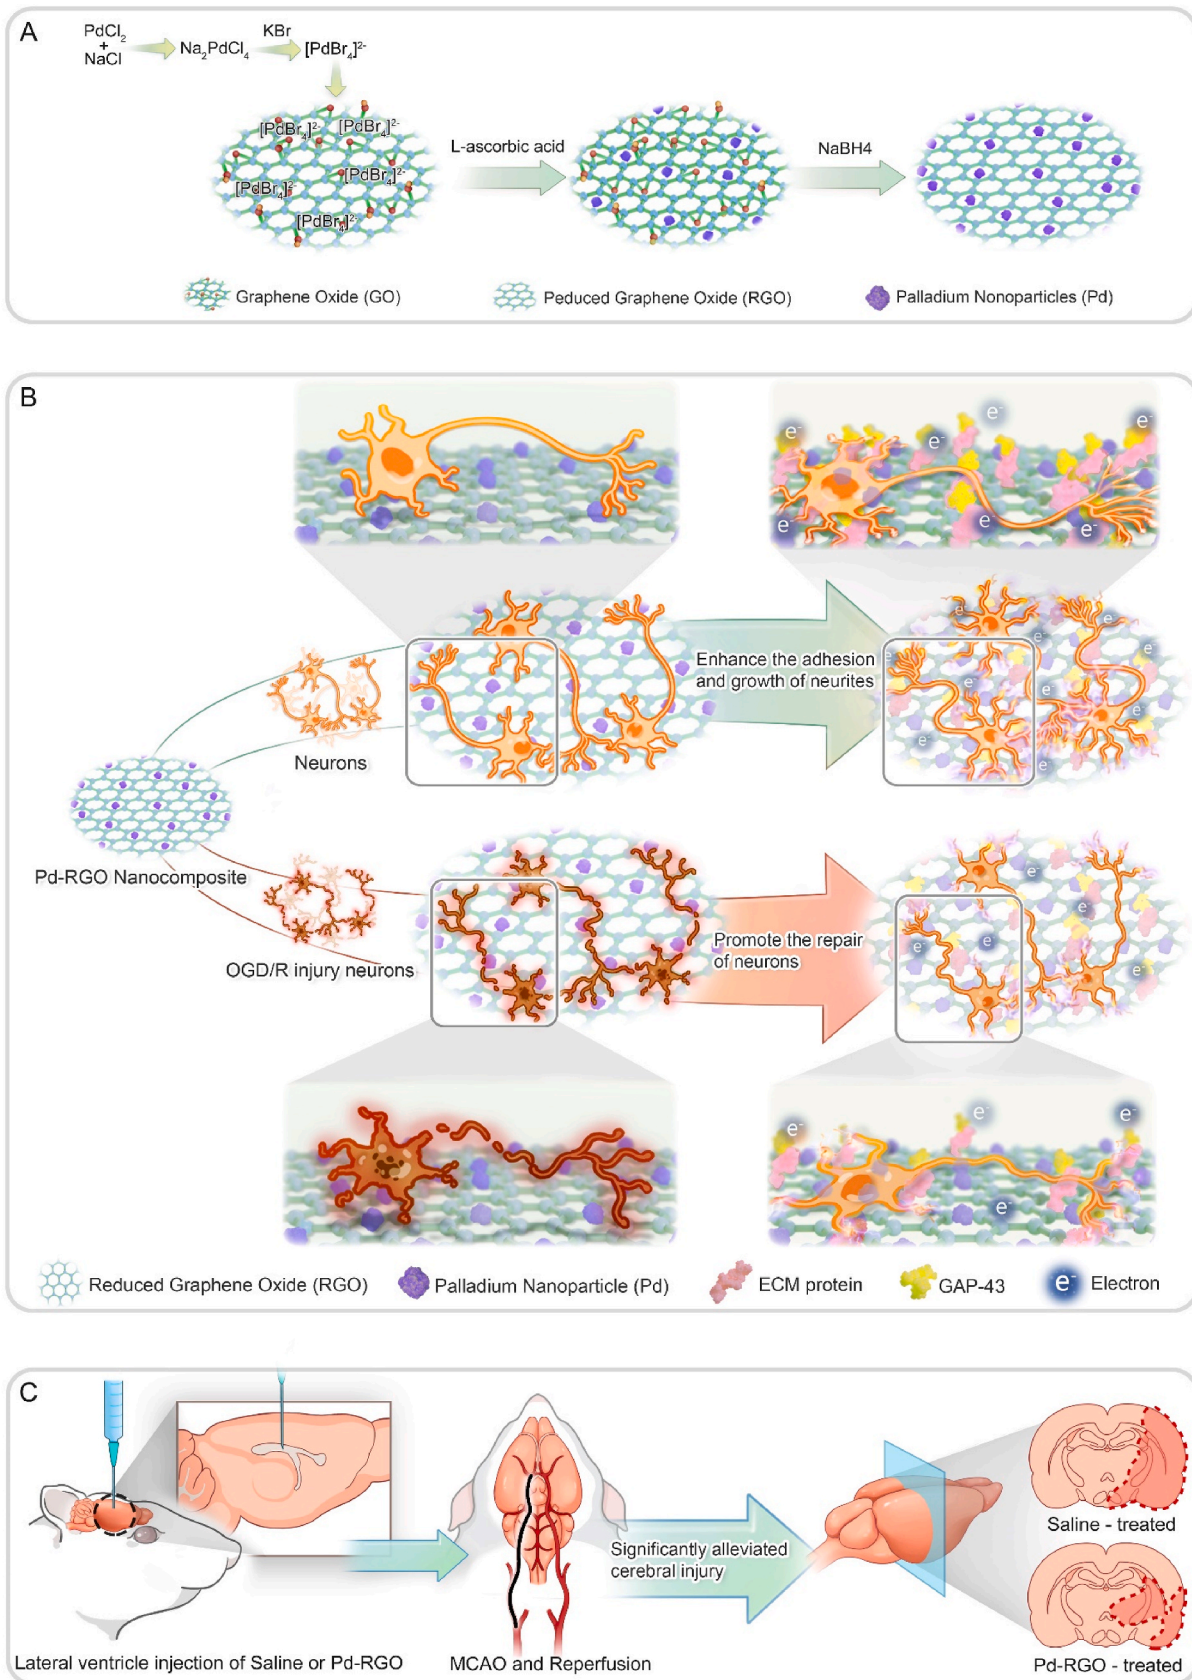 A
PdCl₂
+
NaCl
Na₂PdCl₄
KBr
[PdBr₄]²⁻
[PdBr₄]²⁻
[PdBr₄]²⁻
[PdBr₄]²⁻
[PdBr₄]²⁻
[PdBr₄]²⁻
L-ascorbic acid
NaBH4
Graphene Oxide (GO)
Peduced Graphene Oxide (RGO)
Palladium Nonoparticles (Pd)
B
e⁻
e⁻
e⁻
e⁻
e⁻
e⁻
e⁻
Enhance the adhesion
and growth of neurites
e⁻
e⁻
e⁻
e⁻
e⁻
e⁻
e⁻
e⁻
Neurons
Pd-RGO Nanocomposite
OGD/R injury neurons
Promote the repair
of neurons
e⁻
e⁻
e⁻
e⁻
e⁻
e⁻
e⁻
e⁻
e⁻
e⁻
Reduced Graphene Oxide (RGO)
Palladium Nanoparticle (Pd)
ECM protein
GAP-43
e⁻ Electron
C
Significantly alleviated
cerebral injury
Saline - treated
Lateral ventricle injection of Saline or Pd-RGO
MCAO and Reperfusion
Pd-RGO - treated